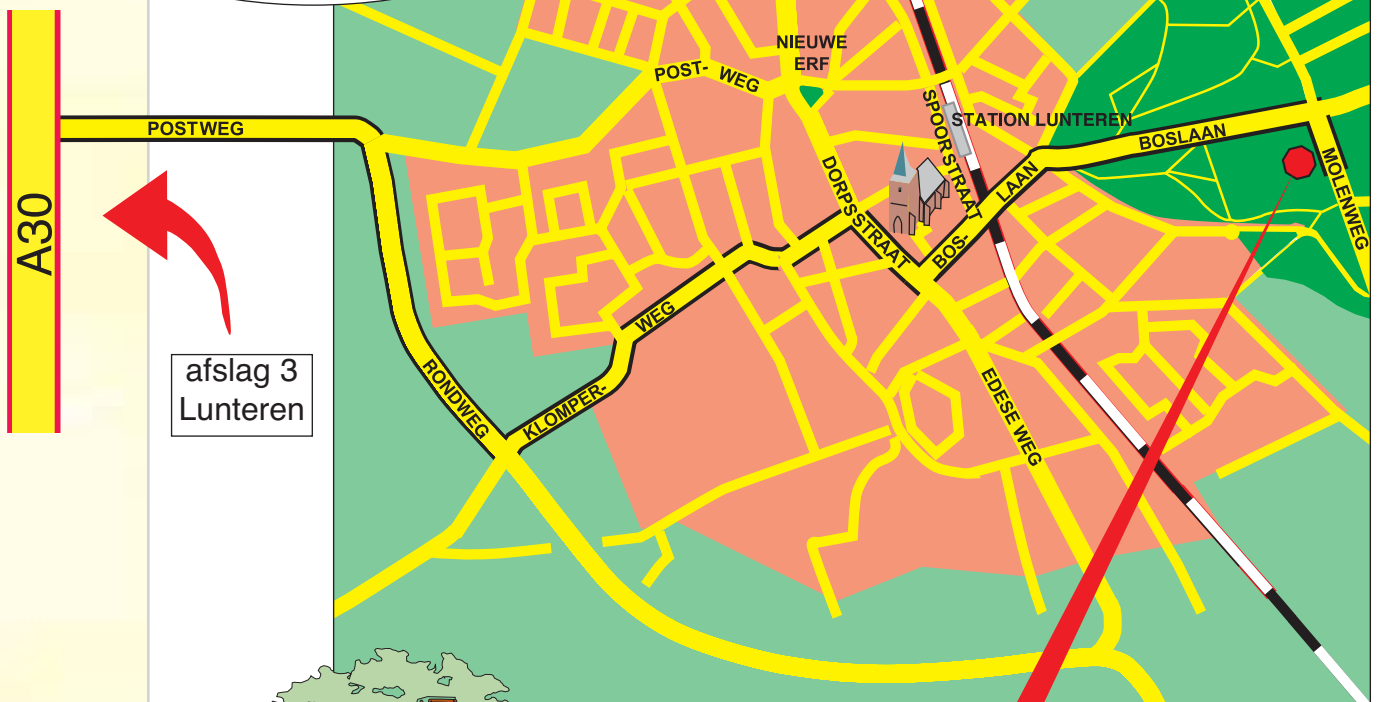 NIEUWE
ERF
POST-
WEG
POSTWEG
A30
SPOORSTRAAT
STATION LUNTEREN
BOSLAAN
MOLENWEG
DORPSSTRAAT
BOS-
LAAN
WEG
KLOMPER-
RONDWEG
EDESE WEG
afslag 3
Lunteren